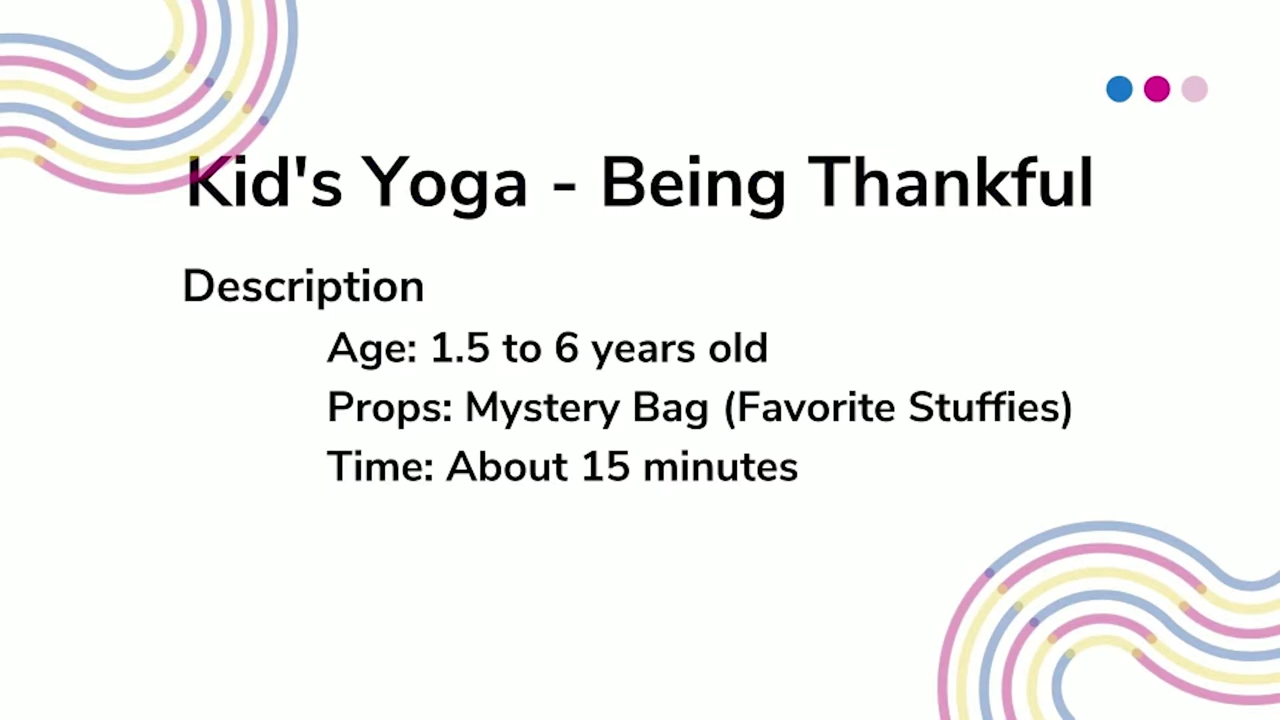 Kid's Yoga - Being Thankful
Description
Age: 1.5 to 6 years old
Props: Mystery Bag (Favorite Stuffies)
Time: About 15 minutes